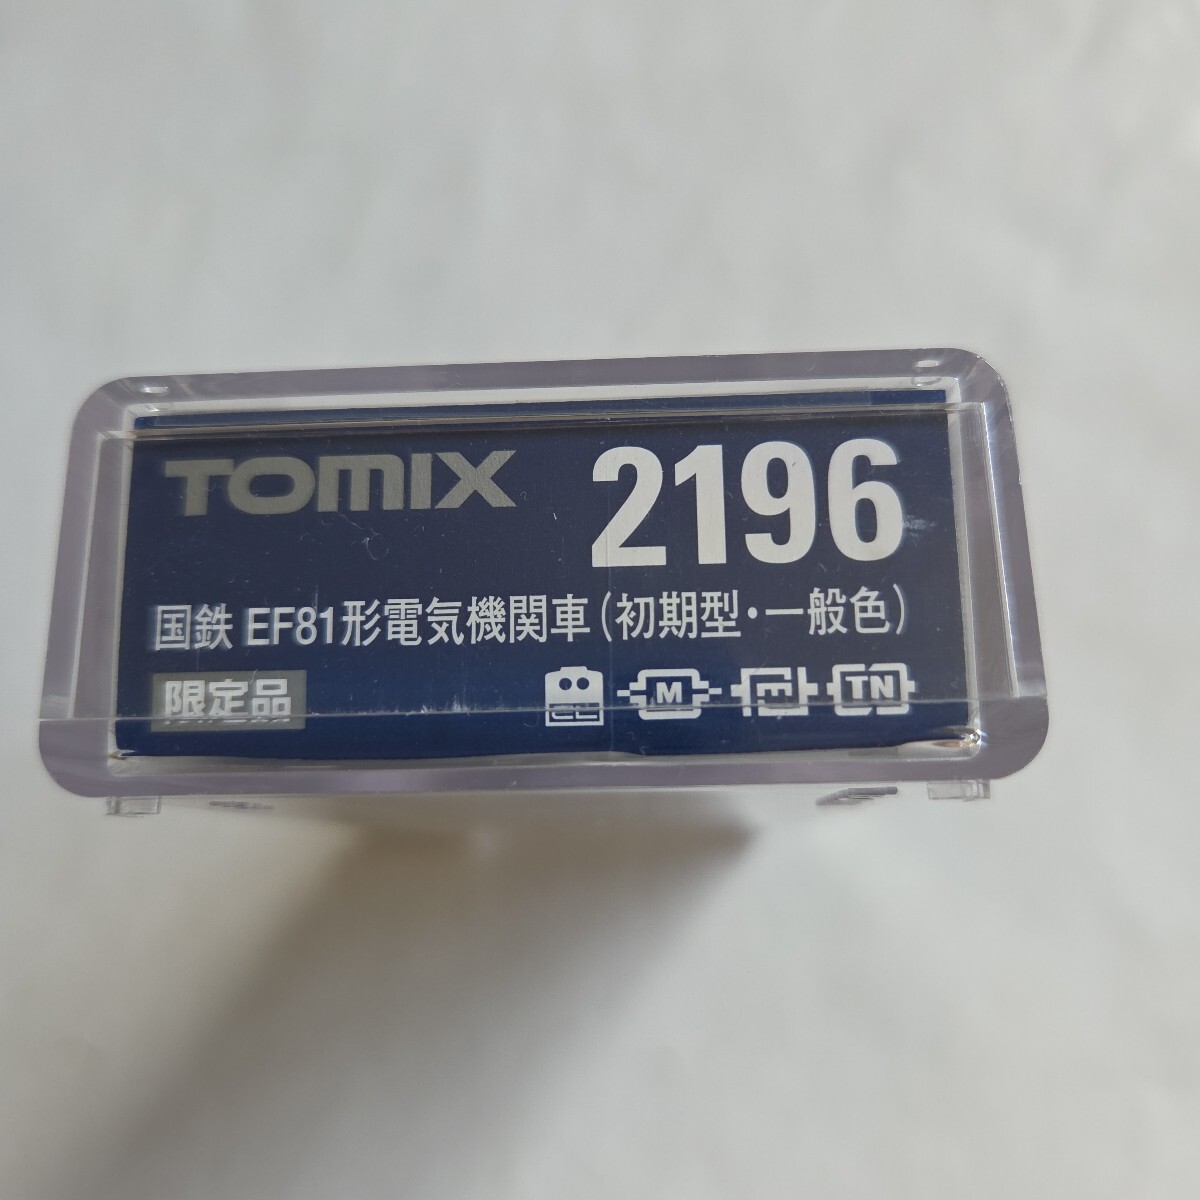 TOMIX 2196
国鉄 EF81形電気機関車(初期型・一般色)
限定品 M TN